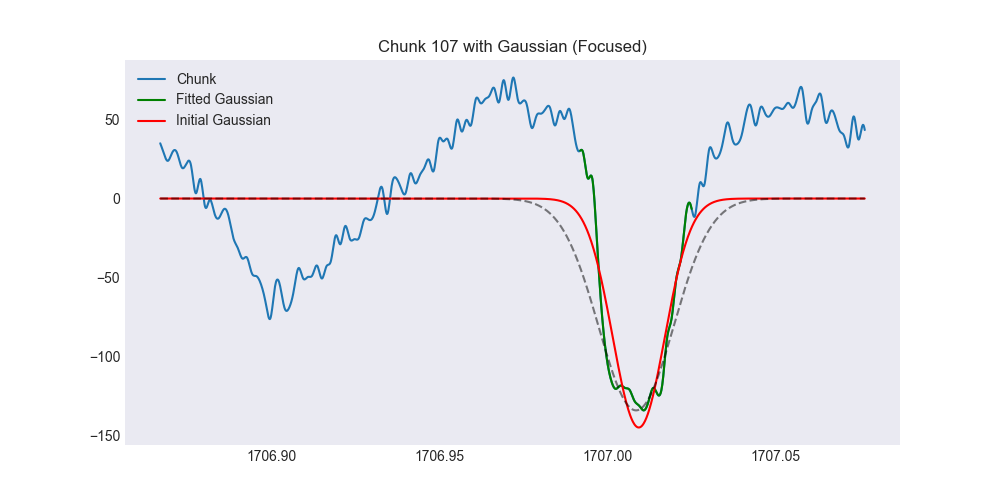 Chunk 107 with Gaussian (Focused)
Chunk
Fitted Gaussian
Initial Gaussian
50
0
−50
−100
−150
1706.90 1706.95 1707.00 1707.05